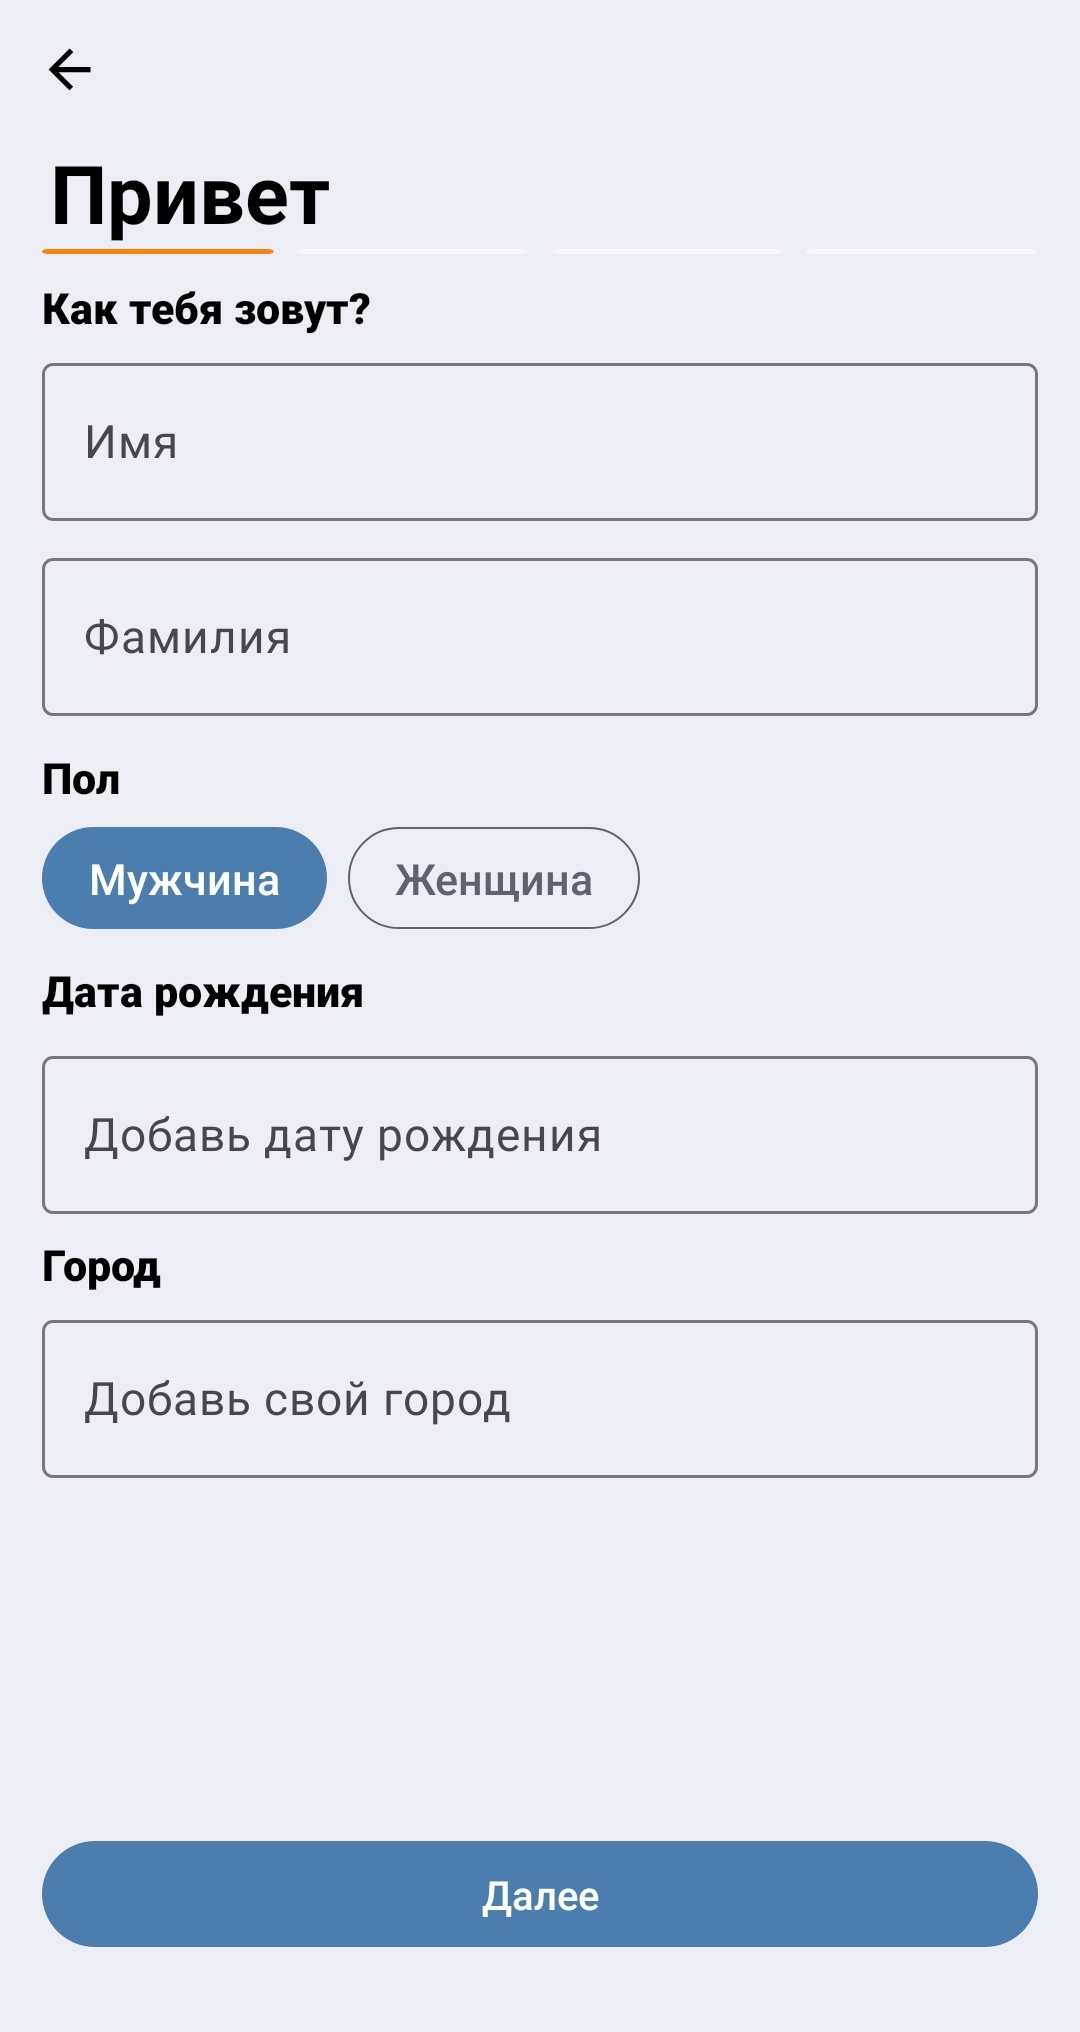 Привет
Как тебя зовут?
Имя
Фамилия
Пол
Мужчина Женщина
Дата рождения
Добавь дату рождения
Город
Добавь свой город
Далее